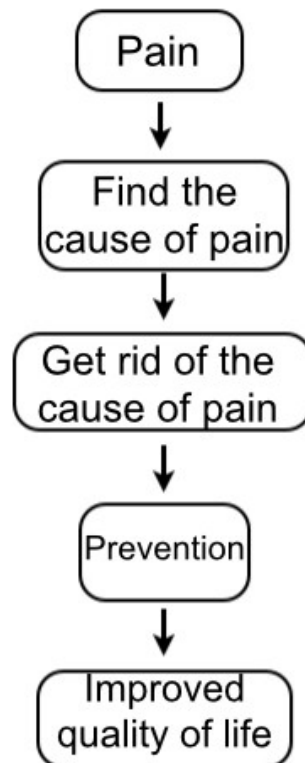 Pain
Find the
cause of pain
Get rid of the
cause of pain
Prevention
Improved
quality of life